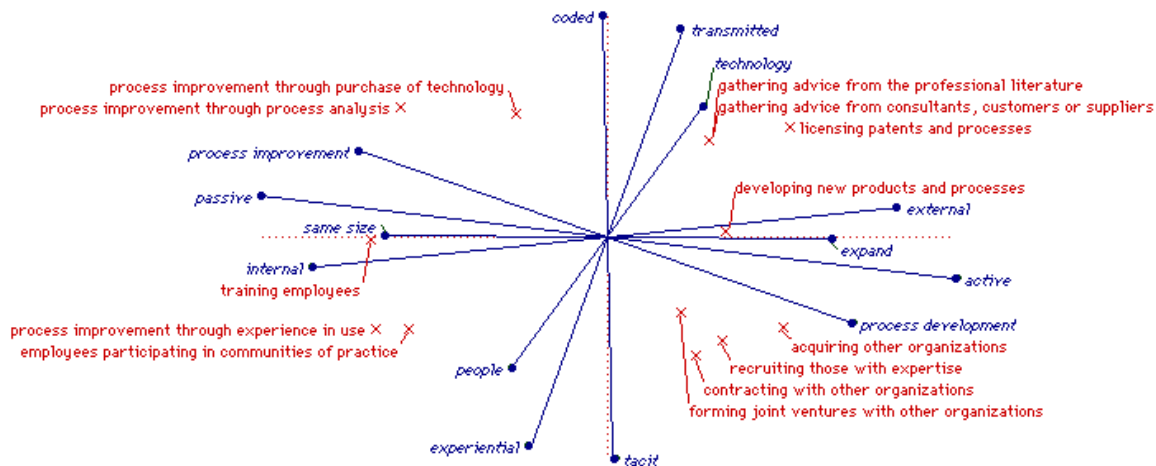 coded
transmitted
technology
process improvement through purchase of technology
gathering advice from the professional literature
process improvement through process analysis
gathering advice from consultants, customers or suppliers
licensing patents and processes
process improvement
passive
developing new products and processes
external
same size
expand
internal
active
training employees
process improvement through experience in use
process development
employees participating in communities of practice
acquiring other organizations
people
recruiting those with expertise
contracting with other organizations
forming joint ventures with other organizations
experiential
tacit